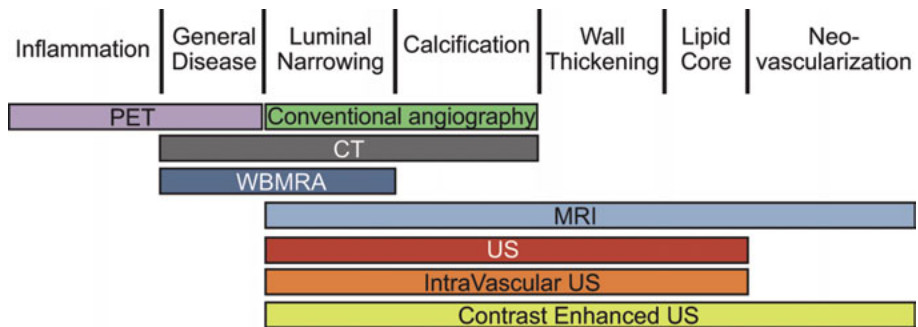 Inflammation
General
Disease
Luminal
Narrowing
Calcification
Wall
Thickening
Lipid
Core
Neo-
vascularization
PET
Conventional angiography
CT
WBMRA
MRI
US
IntraVascular US
Contrast Enhanced US